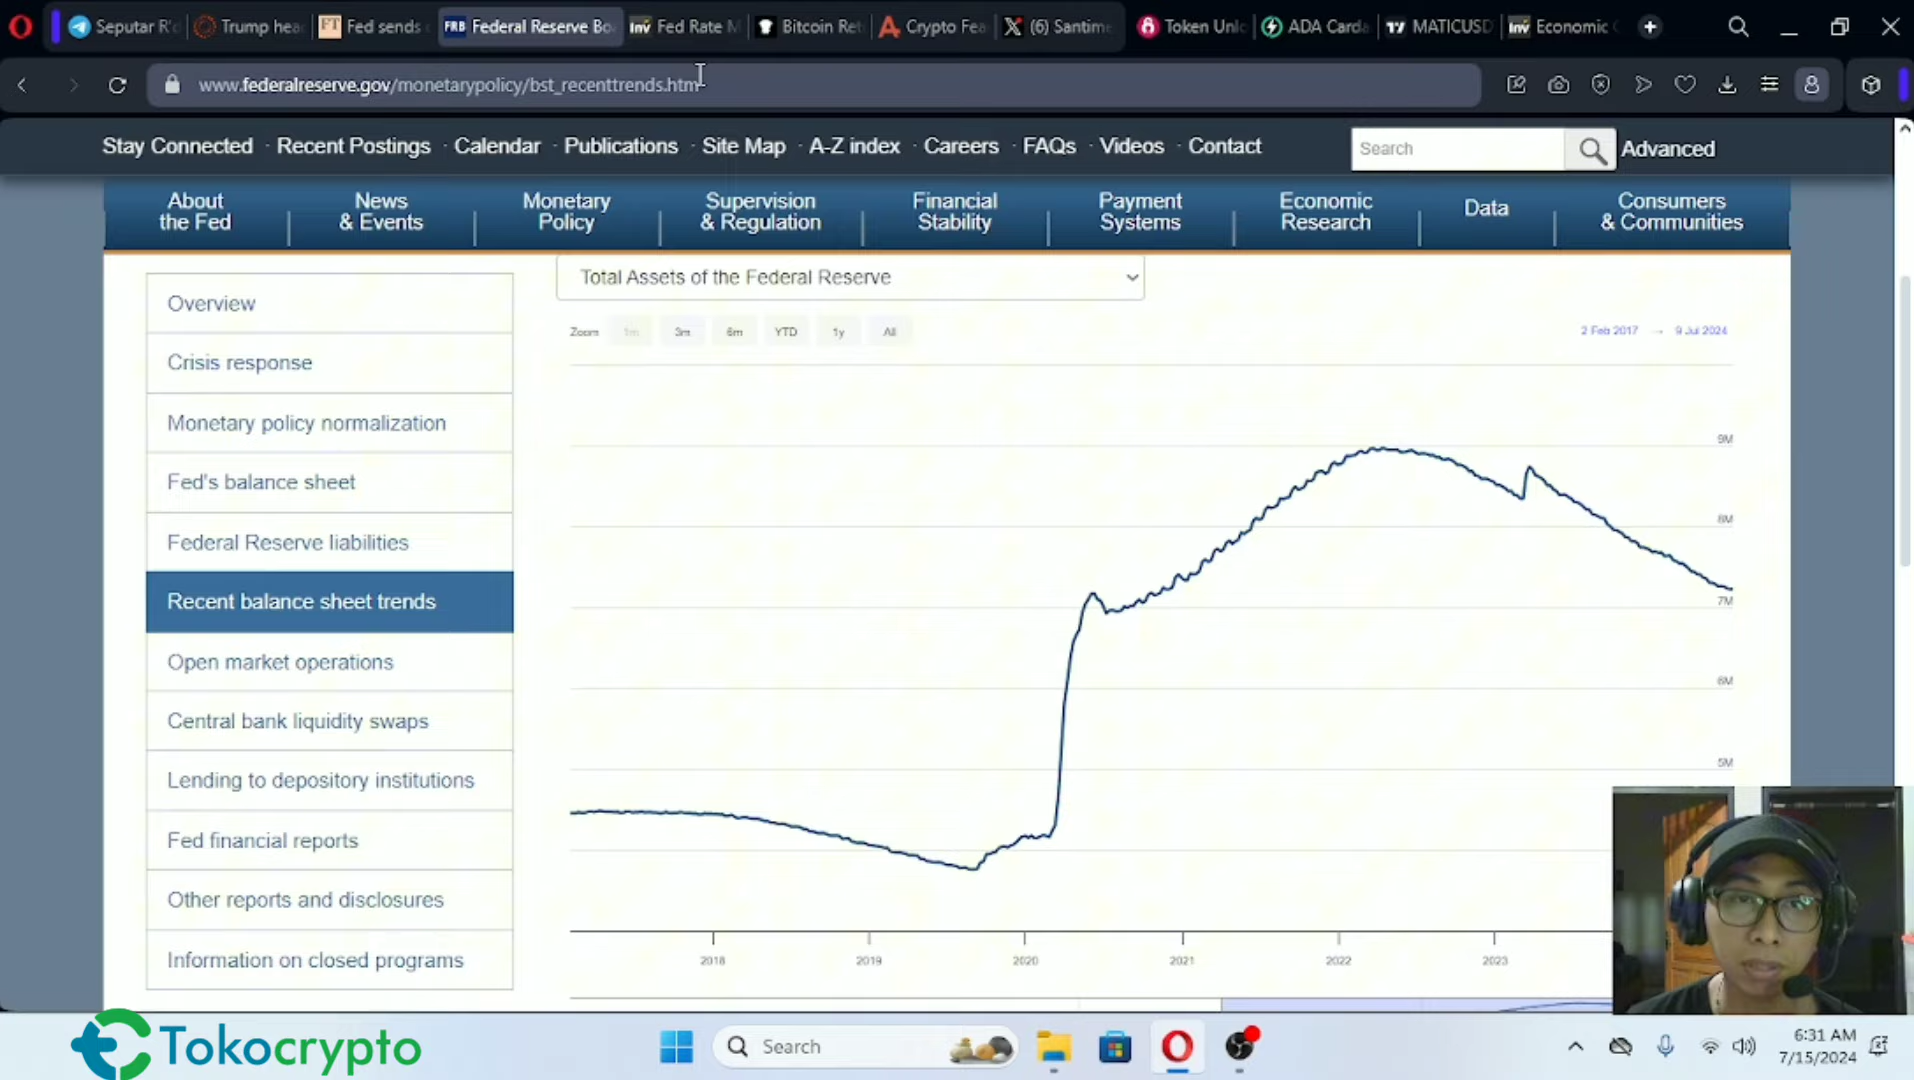 Seputar R'
Trump hea
FT Fed sends
FRB Federal Reserve Bo
Inv Fed Rate M
Bitcoin Ret
Crypto Fea
(6) Santime
Token Unlo
ADA Carda
MATICUSD
Inv Economic
www.federalreserve.gov/monetarypolicy/bst_recenttrends.htm
Stay Connected · Recent Postings · Calendar · Publications · Site Map · A-Z index · Careers · FAQs · Videos · Contact
Search
Advanced
About the Fed
News & Events
Monetary Policy
Supervision & Regulation
Financial Stability
Payment Systems
Economic Research
Data
Consumers & Communities
Overview
Crisis response
Monetary policy normalization
Fed's balance sheet
Federal Reserve liabilities
Recent balance sheet trends
Open market operations
Central bank liquidity swaps
Lending to depository institutions
Fed financial reports
Other reports and disclosures
Information on closed programs
Total Assets of the Federal Reserve
Zoom 1m 3m 6m YTD 1y All
2 Feb 2017 → 9 Jul 2024
9M
8M
7M
6M
5M
2018 2019 2020 2021 2022 2023
Tokocrypto
Search
6:31 AM
7/15/2024